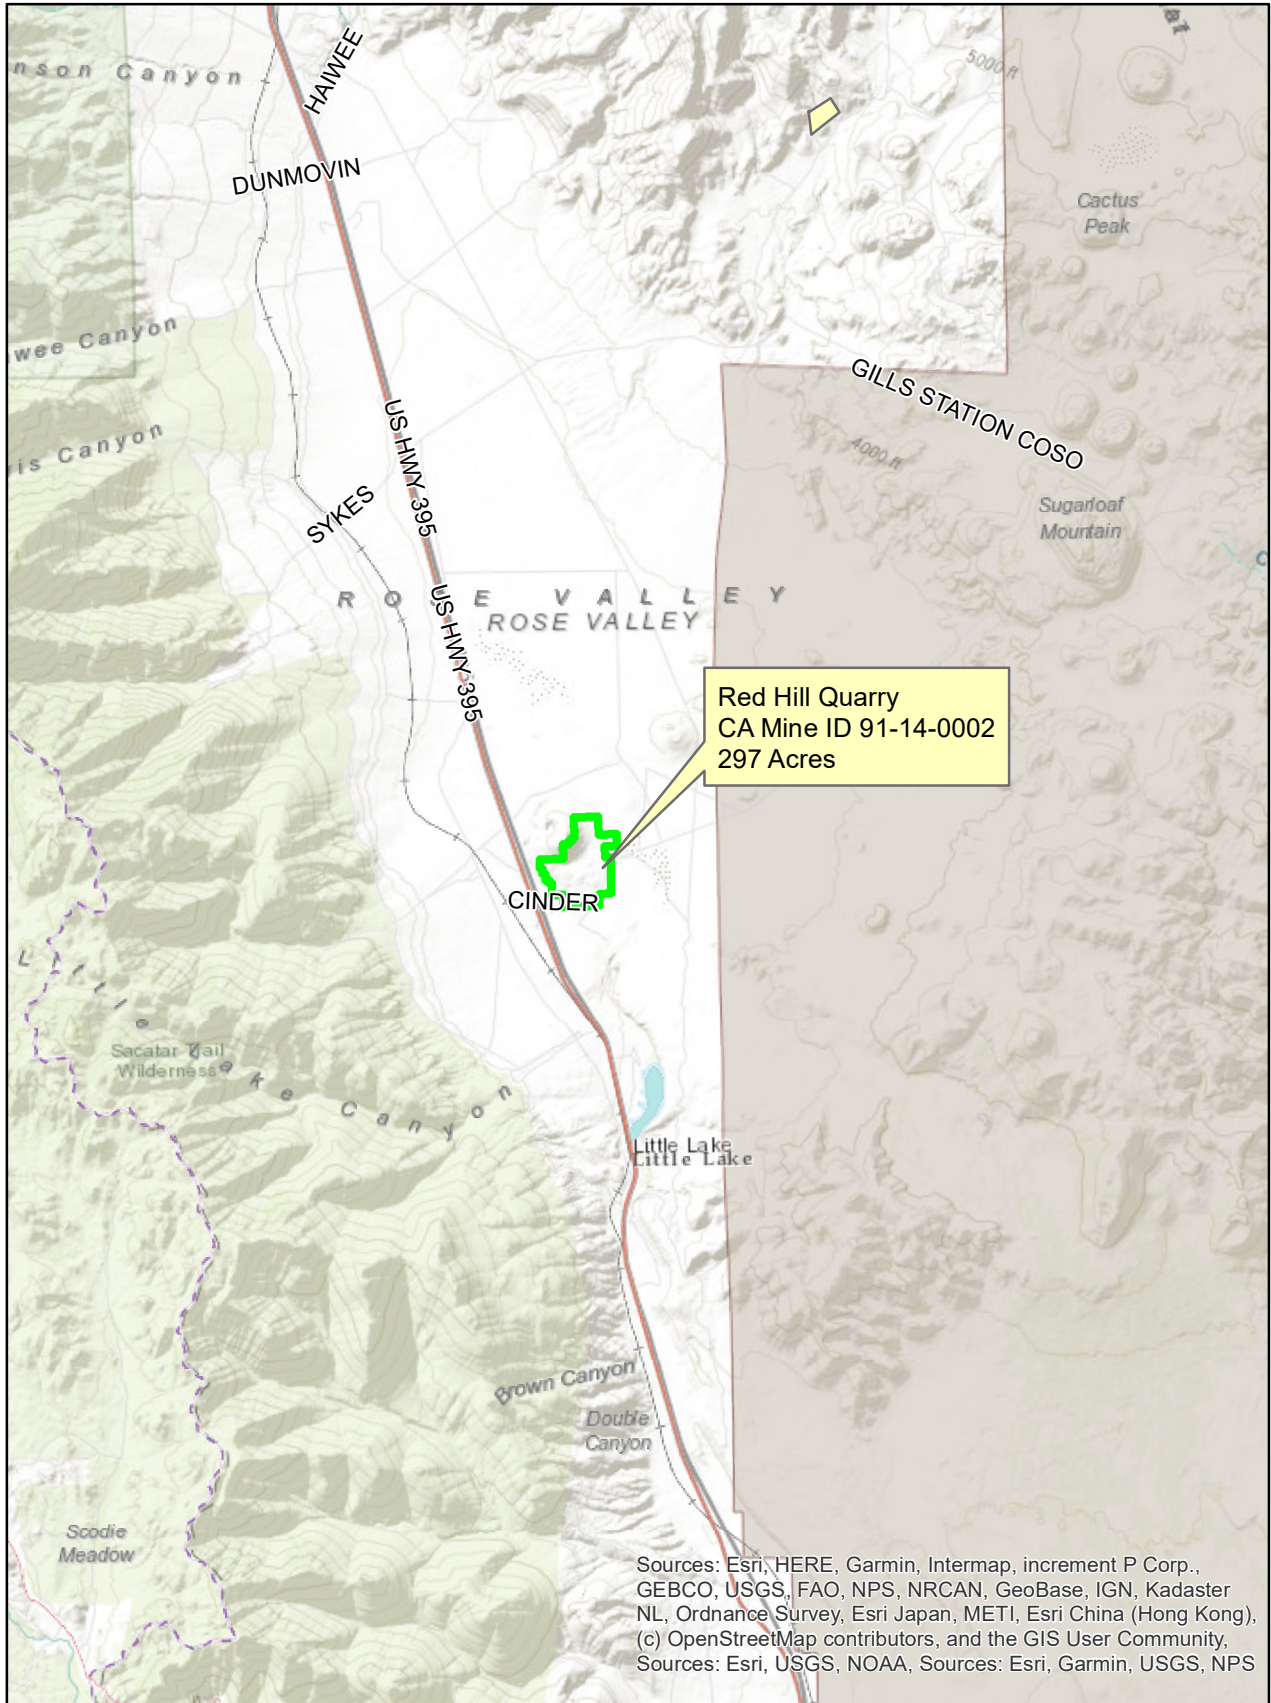 nson Canyon
HAIWEE
5000 ft
DUNMOVIN
Cactus
Peak
wee Canyon
GILLS STATION COSO
US HWY 395
is Canyon
4000 ft
SYKES
Sugarloaf
Mountain
US HWY 395
ROSE VALLEY
ROSE VALLEY
Red Hill Quarry
CA Mine ID 91-14-0002
297 Acres
CINDER
Little Lake Canyon
Sacatar Trail
Wilderness
Little Lake
Little Lake
Brown Canyon
Double
Canyon
Scodie
Meadow
Sources: Esri, HERE, Garmin, Intermap, increment P Corp.,
GEBCO, USGS, FAO, NPS, NRCAN, GeoBase, IGN, Kadaster
NL, Ordnance Survey, Esri Japan, METI, Esri China (Hong Kong),
(c) OpenStreetMap contributors, and the GIS User Community,
Sources: Esri, USGS, NOAA, Sources: Esri, Garmin, USGS, NPS